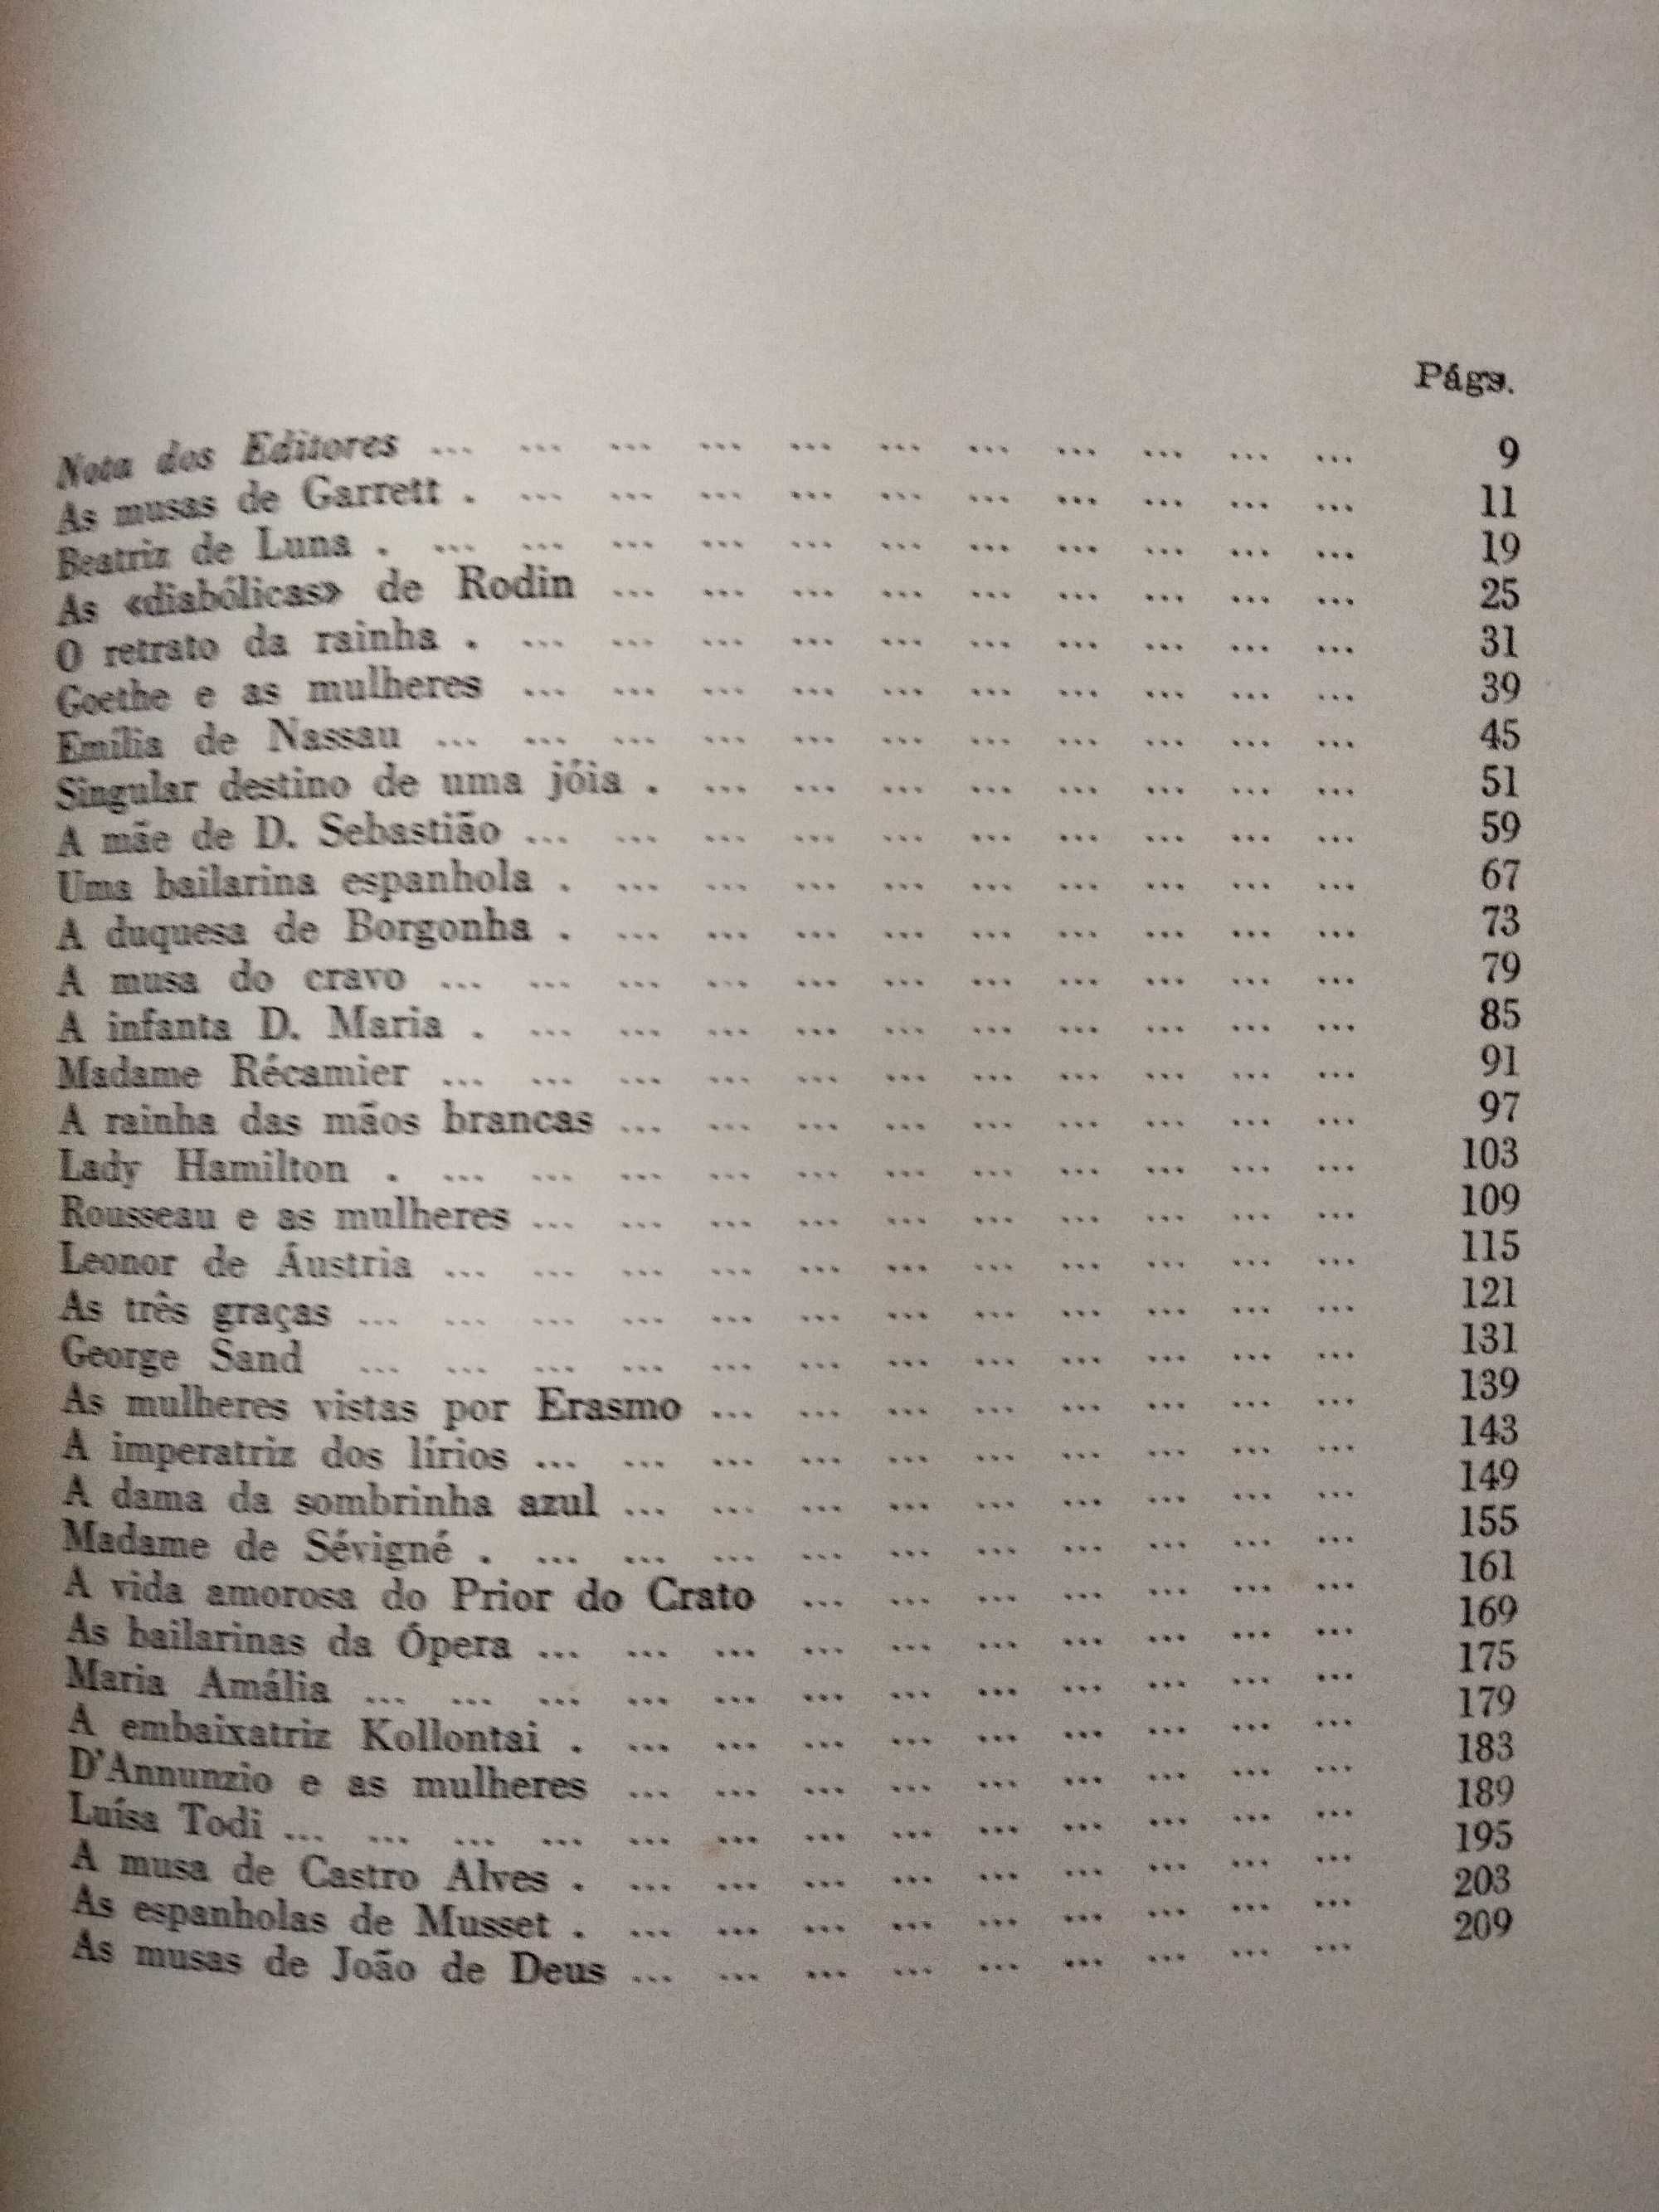 Págs.
Nota dos Editores ... ... ... ... ... ... ... ... ... ... ... 9
As musas de Garrett . ... ... ... ... ... ... ... ... ... ... 11
Beatriz de Luna . ... ... ... ... ... ... ... ... ... ... ... 19
As «diabólicas» de Rodin ... ... ... ... ... ... ... ... ... 25
O retrato da rainha . ... ... ... ... ... ... ... ... ... ... 31
Goethe e as mulheres ... ... ... ... ... ... ... ... ... ... 39
Emília de Nassau ... ... ... ... ... ... ... ... ... ... ... 45
Singular destino de uma jóia . ... ... ... ... ... ... ... ... 51
A mãe de D. Sebastião ... ... ... ... ... ... ... ... ... ... 59
Uma bailarina espanhola . ... ... ... ... ... ... ... ... ... 67
A duquesa de Borgonha . ... ... ... ... ... ... ... ... ... 73
A musa do cravo ... ... ... ... ... ... ... ... ... ... ... 79
A infanta D. Maria . ... ... ... ... ... ... ... ... ... ... 85
Madame Récamier ... ... ... ... ... ... ... ... ... ... ... 91
A rainha das mãos brancas ... ... ... ... ... ... ... ... ... 97
Lady Hamilton . ... ... ... ... ... ... ... ... ... ... ... 103
Rousseau e as mulheres ... ... ... ... ... ... ... ... ... ... 109
Leonor de Áustria ... ... ... ... ... ... ... ... ... ... ... 115
As três graças ... ... ... ... ... ... ... ... ... ... ... ... 121
George Sand ... ... ... ... ... ... ... ... ... ... ... ... 131
As mulheres vistas por Erasmo ... ... ... ... ... ... ... ... 139
A imperatriz dos lírios ... ... ... ... ... ... ... ... ... ... 143
A dama da sombrinha azul ... ... ... ... ... ... ... ... ... 149
Madame de Sévigné . ... ... ... ... ... ... ... ... ... ... 155
A vida amorosa do Prior do Crato ... ... ... ... ... ... ... 161
As bailarinas da Ópera ... ... ... ... ... ... ... ... ... ... 169
Maria Amália ... ... ... ... ... ... ... ... ... ... ... ... 175
A embaixatriz Kollontai . ... ... ... ... ... ... ... ... ... 179
D'Annunzio e as mulheres ... ... ... ... ... ... ... ... ... 183
Luísa Todi ... ... ... ... ... ... ... ... ... ... ... ... ... 189
A musa de Castro Alves . ... ... ... ... ... ... ... ... ... 195
As espanholas de Musset . ... ... ... ... ... ... ... ... ... 203
As musas de João de Deus ... ... ... ... ... ... ... ... ... 209